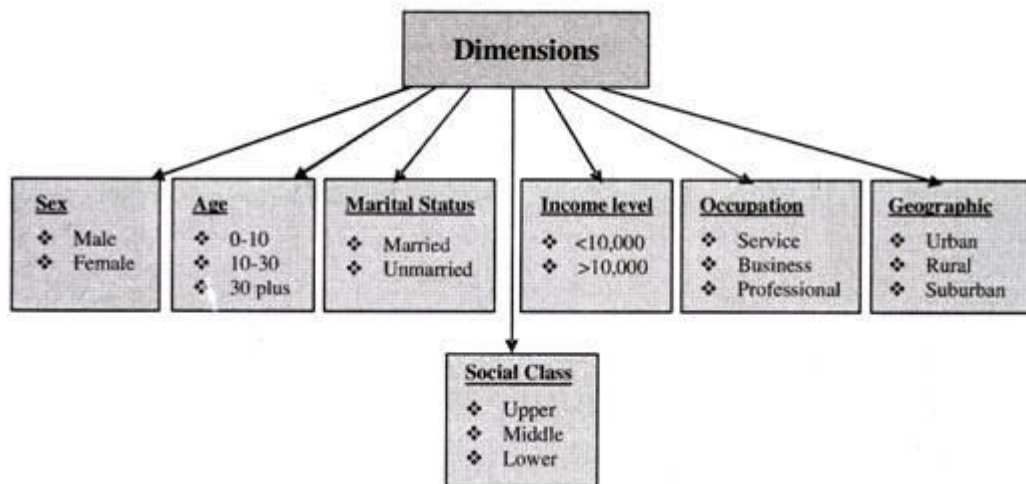 Dimensions
Sex
❖ Male
❖ Female
Age
❖ 0-10
❖ 10-30
❖ 30 plus
Marital Status
❖ Married
❖ Unmarried
Income level
❖ <10,000
❖ >10,000
Occupation
❖ Service
❖ Business
❖ Professional
Geographic
❖ Urban
❖ Rural
❖ Suburban
Social Class
❖ Upper
❖ Middle
❖ Lower